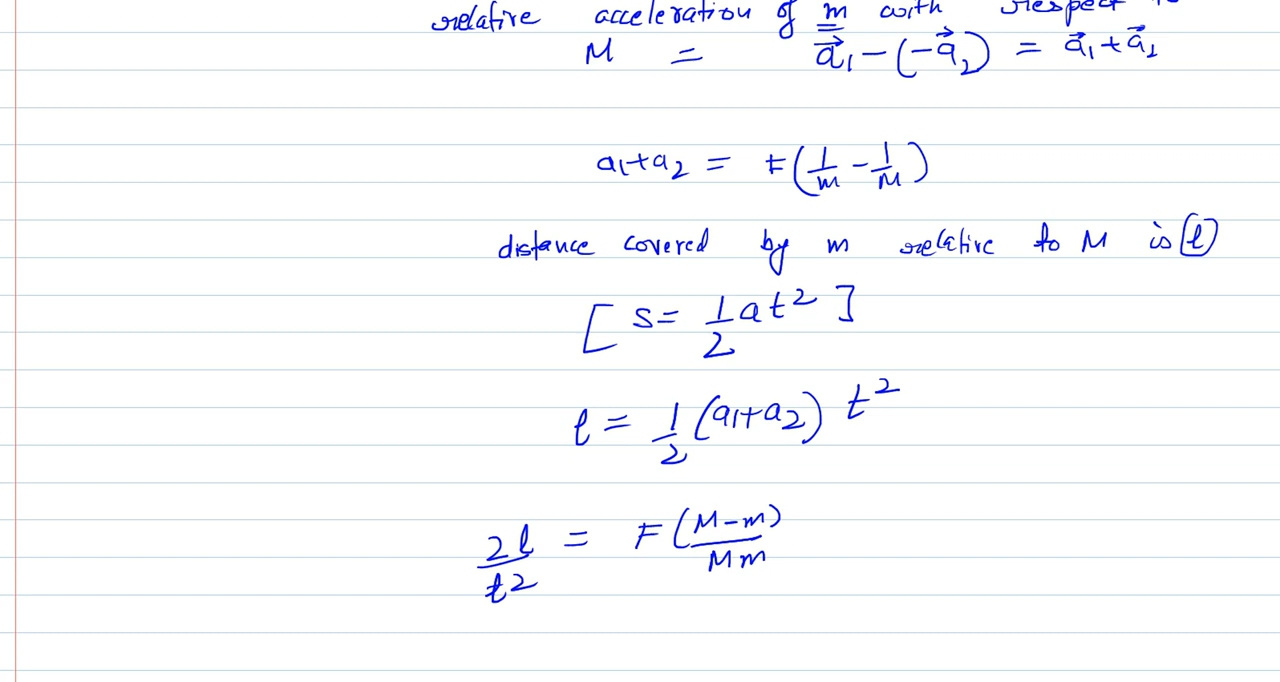 relative acceleration of m with respect to
M = a⃗₁ - (-a⃗₂) = a⃗₁ + a⃗₂
a₁+a₂ = F(1/m - 1/M)
distance covered by m relative to M is (l)
[ s = 1/2 at² ]
l = 1/2 (a₁+a₂) t²
2l/t² = F (M-m)/Mm